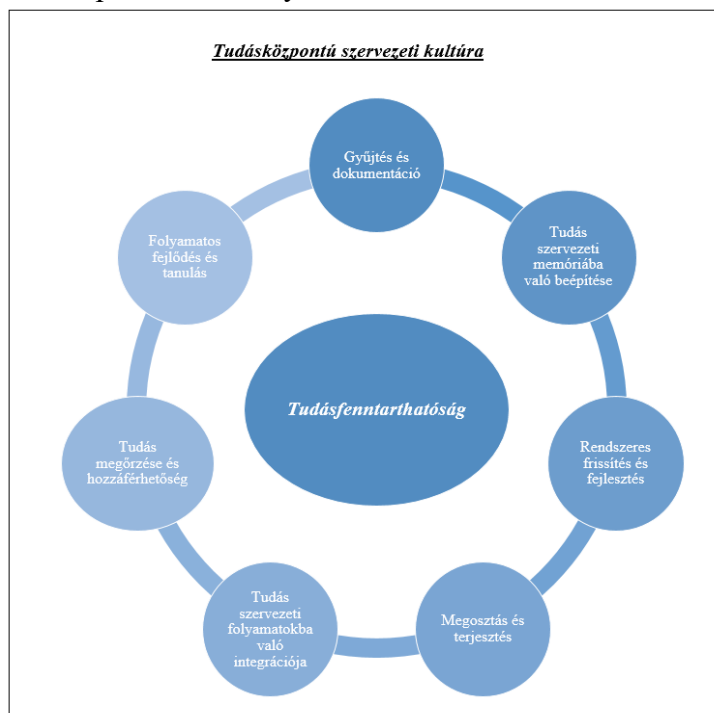 Tudásközpontú szervezeti kultúra
Gyűjtés és
dokumentáció
Tudás
szervezeti
memóriába
való beépítése
Rendszeres
frissítés és
fejlesztés
Megosztás és
terjesztés
Tudás
szervezeti
folyamatokba
való
integrációja
Tudás
megőrzése és
hozzáférhetőség
Folyamatos
fejlődés és
tanulás
Tudásfenntarthatóság